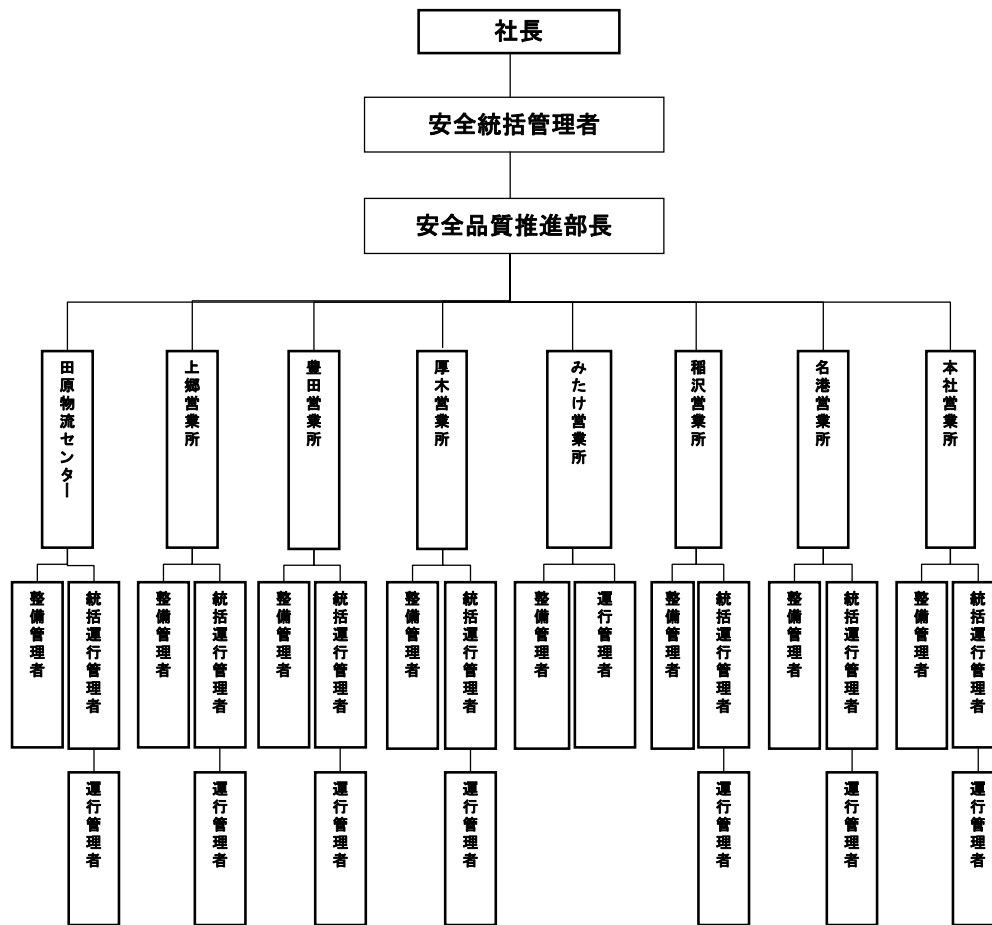 社長
安全統括管理者
安全品質推進部長
田原物流センター
上郷営業所
豊田営業所
厚木営業所
みたけ営業所
稲沢営業所
名港営業所
本社営業所
整備管理者
統括運行管理者
整備管理者
統括運行管理者
整備管理者
統括運行管理者
整備管理者
統括運行管理者
整備管理者
運行管理者
整備管理者
統括運行管理者
整備管理者
統括運行管理者
整備管理者
統括運行管理者
運行管理者
運行管理者
運行管理者
運行管理者
運行管理者
運行管理者
運行管理者